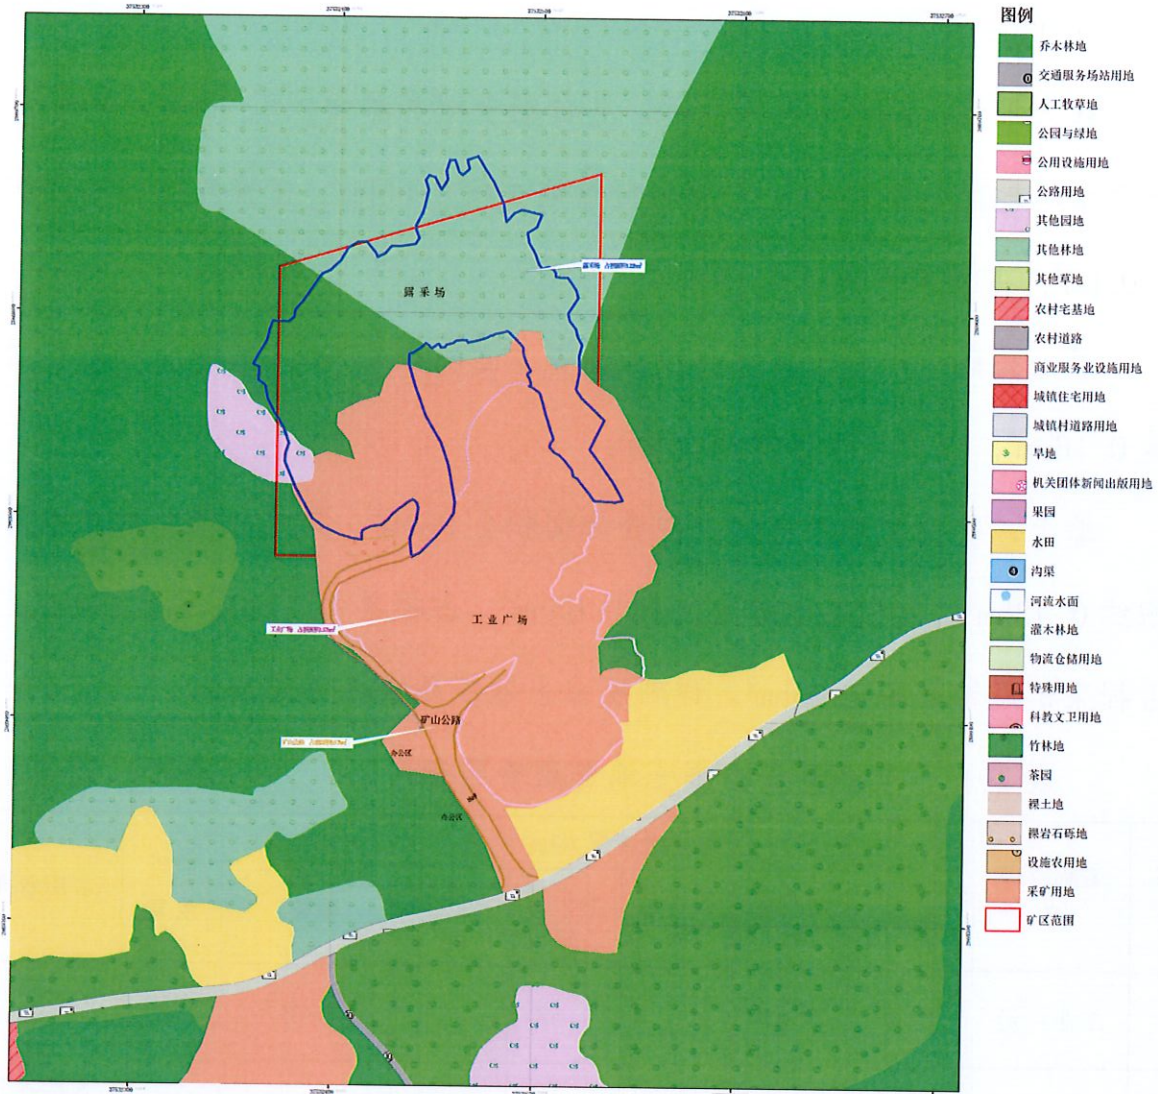 图例
乔木林地
交通服务场站用地
人工牧草地
公园与绿地
公用设施用地
公路用地
其他园地
其他林地
其他草地
农村宅基地
农村道路
商业服务业设施用地
城镇住宅用地
城镇村道路用地
旱地
机关团体新闻出版用地
果园
水田
沟渠
河流水面
灌木林地
物流仓储用地
特殊用地
科教文卫用地
竹林地
茶园
裸土地
裸岩石砾地
设施农用地
采矿用地
矿区范围
露采场
工业广场
矿山公路
办公区
办公区